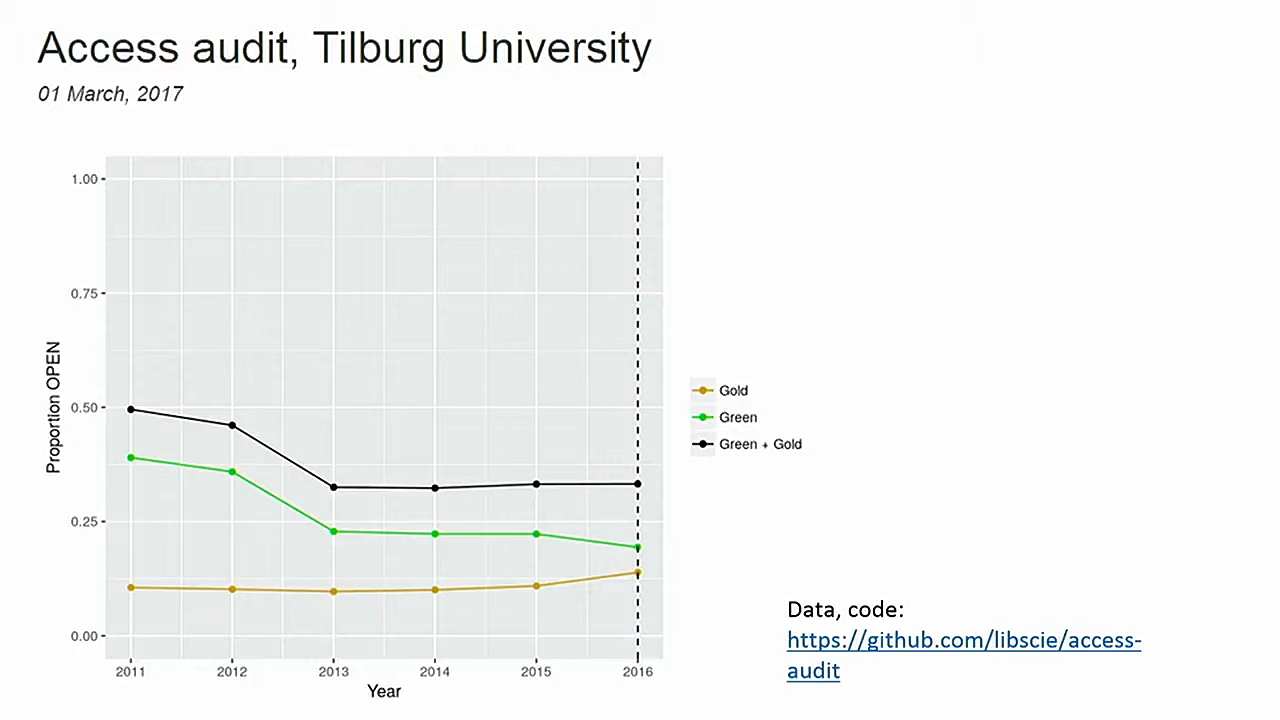 Access audit, Tilburg University
01 March, 2017
1.00
0.75
0.50
0.25
0.00
Proportion OPEN
2011 2012 2013 2014 2015 2016
Year
Gold
Green
Green + Gold
Data, code:
https://github.com/libscie/access-
audit